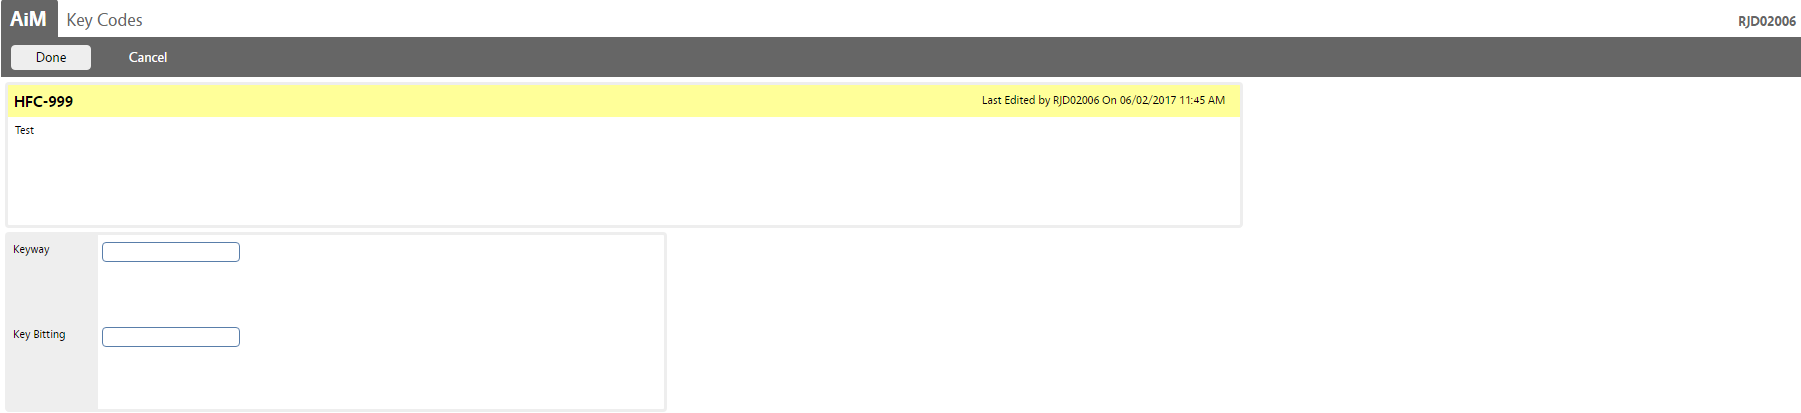 AiM Key Codes RJD02006
Done Cancel
HFC-999 Last Edited by RJD02006 On 06/02/2017 11:45 AM
Test
Keyway
Key Bitting